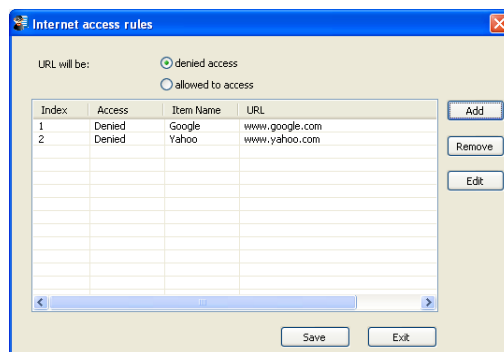 Internet access rules
URL will be:
denied access
allowed to access
Index Access Item Name URL
1 Denied Google www.google.com
2 Denied Yahoo www.yahoo.com
Add
Remove
Edit
Save Exit